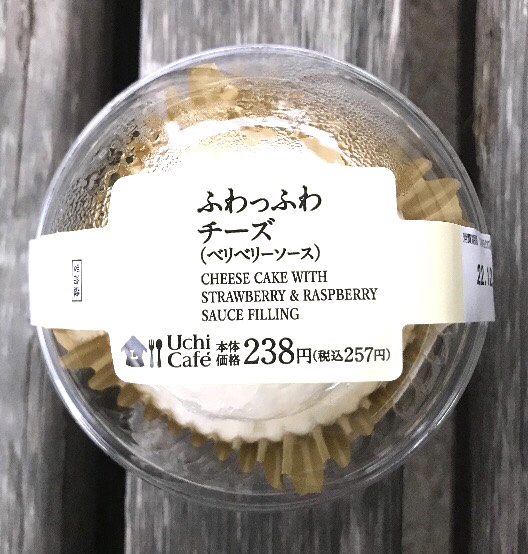 ふわっふわ
チーズ
(ベリベリーソース)
CHEESE CAKE WITH
STRAWBERRY & RASPBERRY
SAUCE FILLING
Uchi Café 本体価格 238円(税込257円)
22.12